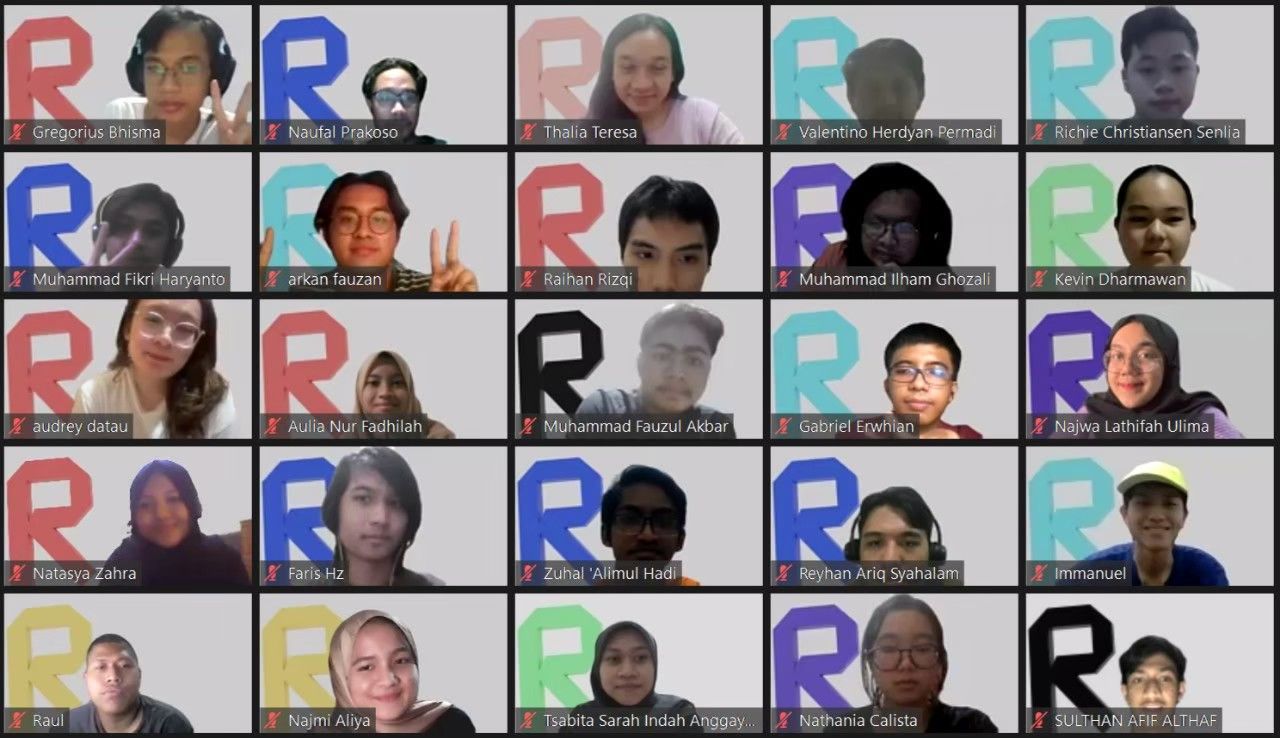 R R R R R
Gregorius Bhisma
Naufal Prakoso
Thalia Teresa
Valentino Herdyan Permadi
Richie Christiansen Senlia
R R R R R
Muhammad Fikri Haryanto
arkan fauzan
Raihan Rizqi
Muhammad Ilham Ghozali
Kevin Dharmawan
R R R R R
audrey datau
Aulia Nur Fadhilah
Muhammad Fauzul Akbar
Gabriel Erwhian
Najwa Lathifah Ulima
R R R R R
Natasya Zahra
Faris Hz
Zuhal 'Alimul Hadi
Reyhan Ariq Syahalam
Immanuel
R R R R R
Raul
Najmi Aliya
Tsabita Sarah Indah Anggay...
Nathania Calista
SULTHAN AFIF ALTHAF